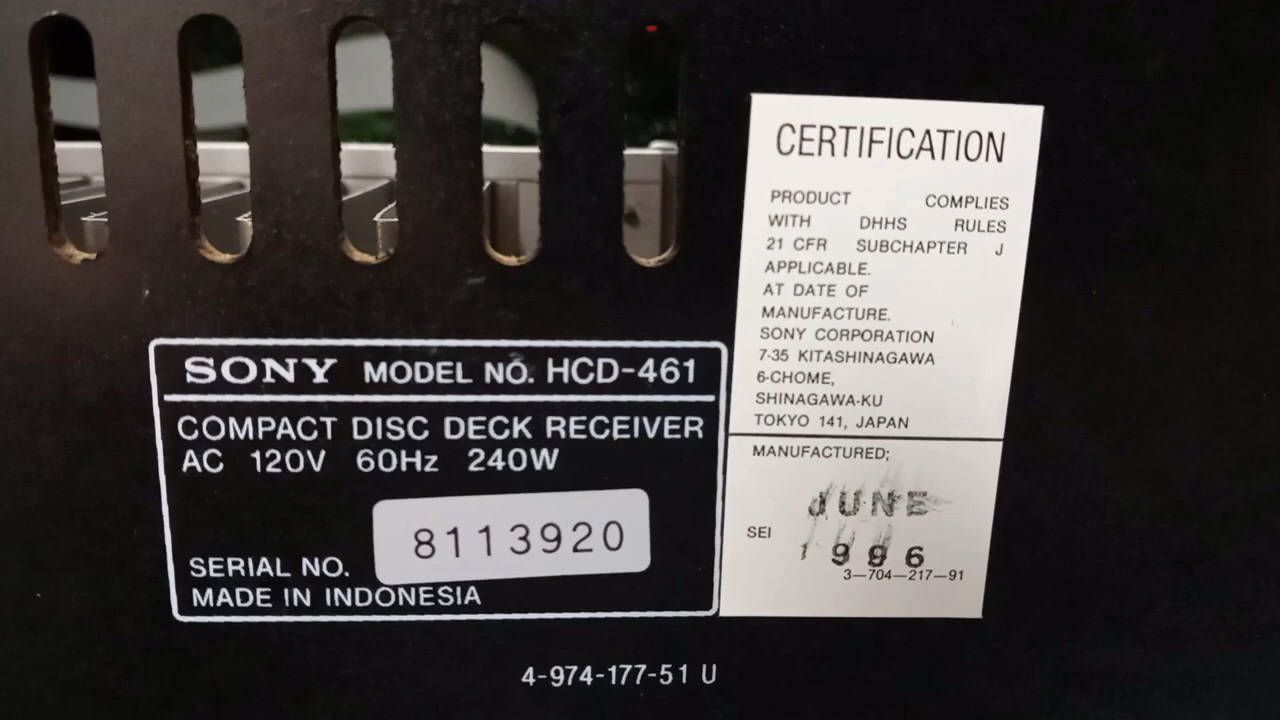 SONY MODEL NO. HCD-461
COMPACT DISC DECK RECEIVER
AC 120V 60Hz 240W
8113920
SERIAL NO.
MADE IN INDONESIA
4-974-177-51 U
CERTIFICATION
PRODUCT COMPLIES
WITH DHHS RULES
21 CFR SUBCHAPTER J
APPLICABLE.
AT DATE OF
MANUFACTURE.
SONY CORPORATION
7-35 KITASHINAGAWA
6-CHOME,
SHINAGAWA-KU
TOKYO 141, JAPAN
MANUFACTURED;
JUNE
SEI
1996
3-704-217-91